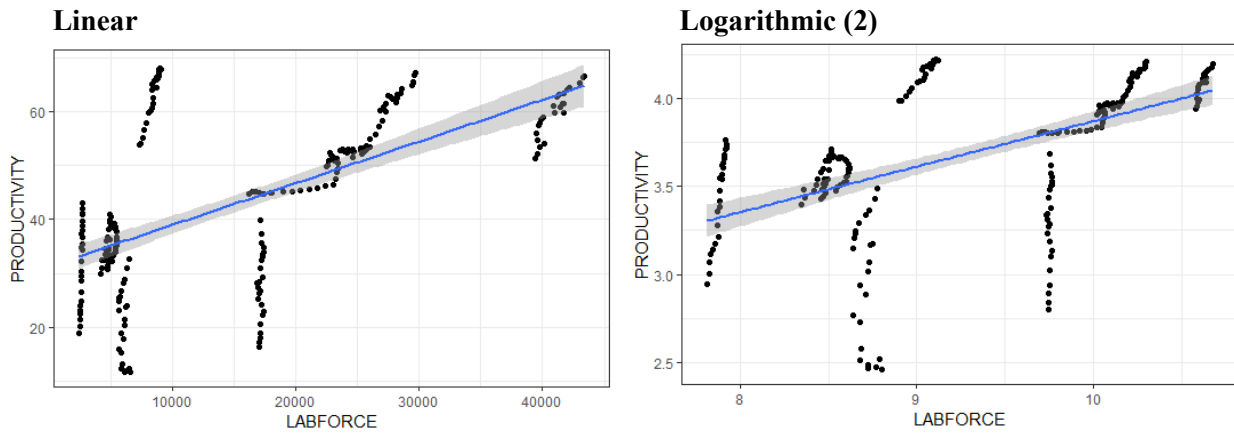 Linear
Logarithmic (2)
PRODUCTIVITY
60
40
20
10000
20000
30000
40000
LABFORCE
PRODUCTIVITY
4.0
3.5
3.0
2.5
8
9
10
LABFORCE